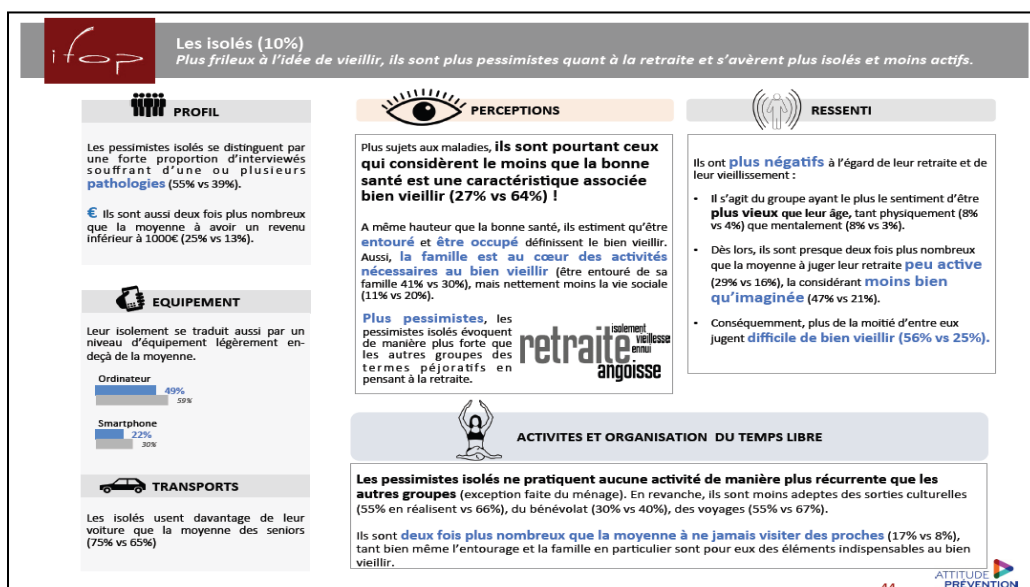 ifop
Les isolés (10%)
Plus frileux à l'idée de vieillir, ils sont plus pessimistes quant à la retraite et s'avèrent plus isolés et moins actifs.
PROFIL
Les pessimistes isolés se distinguent par
une forte proportion d'interviewés
souffrant d'une ou plusieurs
pathologies (55% vs 39%).
€ Ils sont aussi deux fois plus nombreux
que la moyenne à avoir un revenu
inférieur à 1000€ (25% vs 13%).
EQUIPEMENT
Leur isolement se traduit aussi par un
niveau d'équipement légèrement en-
deçà de la moyenne.
Ordinateur
49%
59%
Smartphone
22%
30%
TRANSPORTS
Les isolés usent davantage de leur
voiture que la moyenne des seniors
(75% vs 65%)
PERCEPTIONS
Plus sujets aux maladies, ils sont pourtant ceux
qui considèrent le moins que la bonne
santé est une caractéristique associée
bien vieillir (27% vs 64%) !
A même hauteur que la bonne santé, ils estiment qu'être
entouré et être occupé définissent le bien vieillir.
Aussi, la famille est au cœur des activités
nécessaires au bien vieillir (être entouré de sa
famille 41% vs 30%), mais nettement moins la vie sociale
(11% vs 20%).
Plus pessimistes, les
pessimistes isolés évoquent
de manière plus forte que
les autres groupes des
termes péjoratifs en
pensant à la retraite.
retraite
isolement
vieillesse
ennui
angoisse
RESSENTI
Ils ont plus négatifs à l'égard de leur retraite et de
leur vieillissement :
• Il s'agit du groupe ayant le plus le sentiment d'être
plus vieux que leur âge, tant physiquement (8%
vs 4%) que mentalement (8% vs 3%).
• Dès lors, ils sont presque deux fois plus nombreux
que la moyenne à juger leur retraite peu active
(29% vs 16%), la considérant moins bien
qu'imaginée (47% vs 21%).
• Conséquemment, plus de la moitié d'entre eux
jugent difficile de bien vieillir (56% vs 25%).
ACTIVITES ET ORGANISATION DU TEMPS LIBRE
Les pessimistes isolés ne pratiquent aucune activité de manière plus récurrente que les
autres groupes (exception faite du ménage). En revanche, ils sont moins adeptes des sorties culturelles
(55% en réalisent vs 66%), du bénévolat (30% vs 40%), des voyages (55% vs 67%).
Ils sont deux fois plus nombreux que la moyenne à ne jamais visiter des proches (17% vs 8%),
tant bien même l'entourage et la famille en particulier sont pour eux des éléments indispensables au bien
vieillir.
44
ATTITUDE
PRÉVENTION